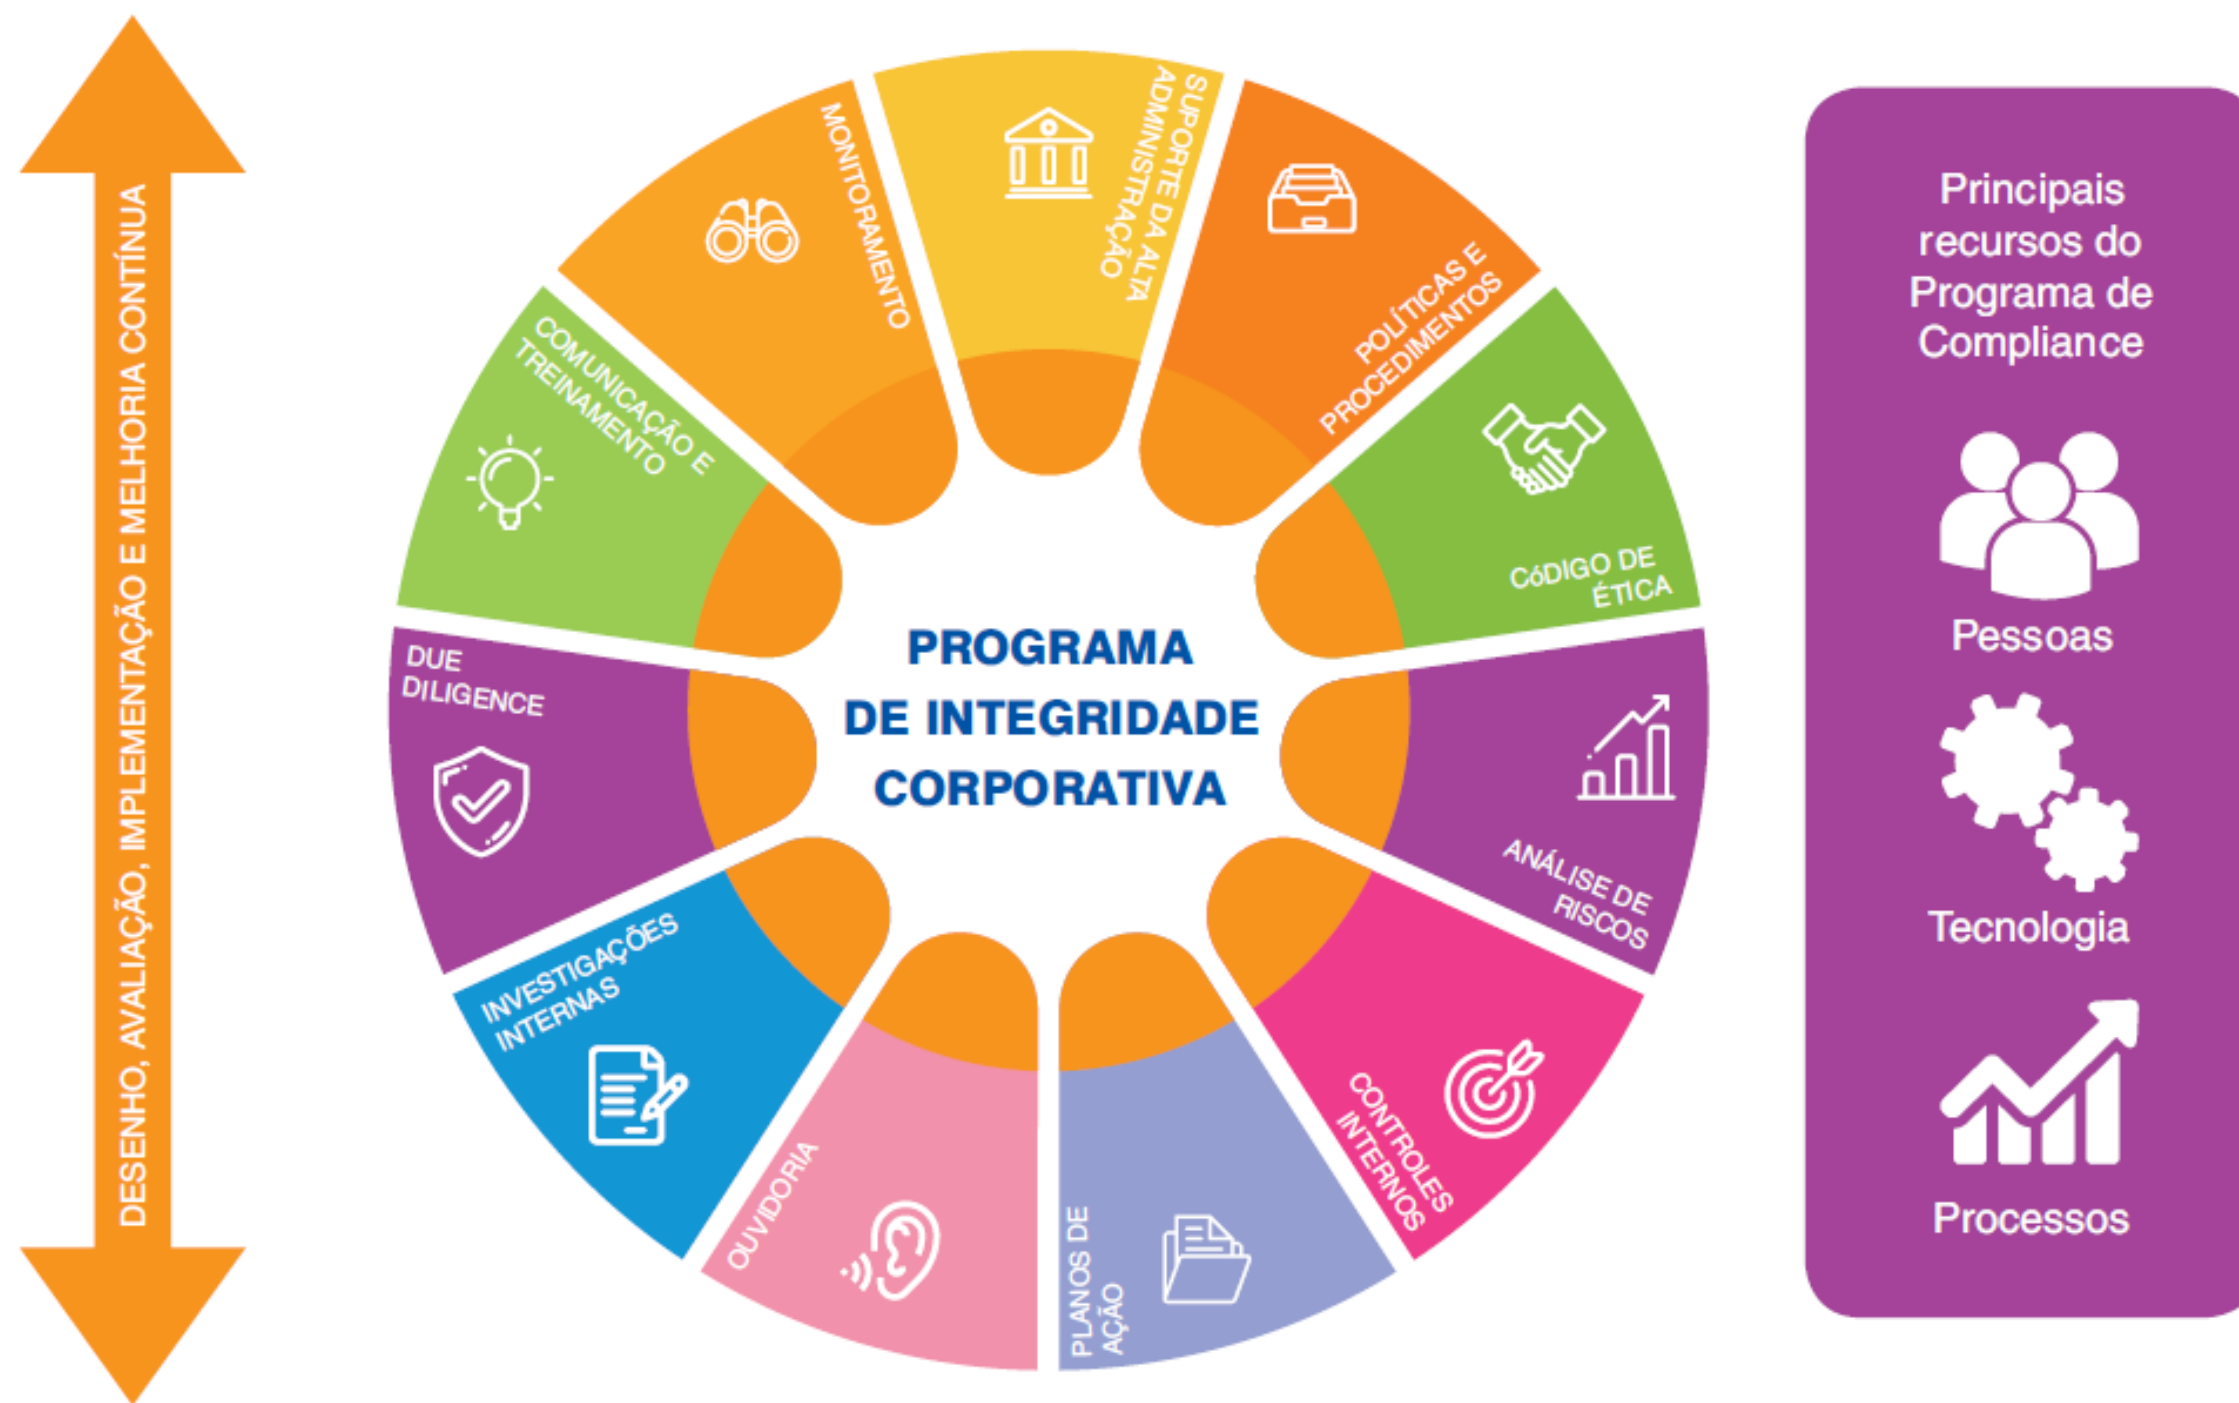 DESENHO, AVALIAÇÃO, IMPLEMENTAÇÃO E MELHORIA CONTÍNUA
SUPORTE DA ALTA
ADMINISTRAÇÃO
POLÍTICAS E
PROCEDIMENTOS
CóDIGO DE
ÉTICA
ANÁLISE DE
RISCOS
CONTROLES
INTERNOS
PLANOS DE
AÇÃO
OUVIDORIA
INVESTIGAÇÕES
INTERNAS
DUE
DILIGENCE
COMUNICAÇÃO E
TREINAMENTO
MONITORAMENTO
PROGRAMA
DE INTEGRIDADE
CORPORATIVA
Principais
recursos do
Programa de
Compliance
Pessoas
Tecnologia
Processos